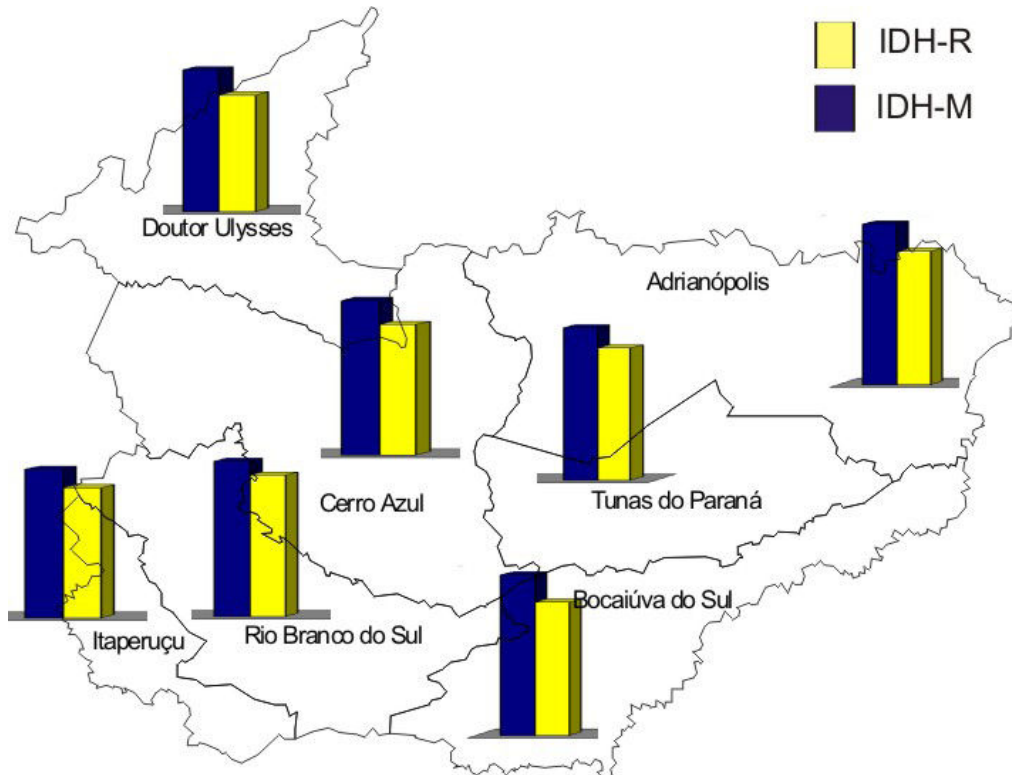 IDH-R
IDH-M
Doutor Ulysses
Adrianópolis
Cerro Azul
Tunas do Paraná
Bocaiúva do Sul
Rio Branco do Sul
Itaperuçu